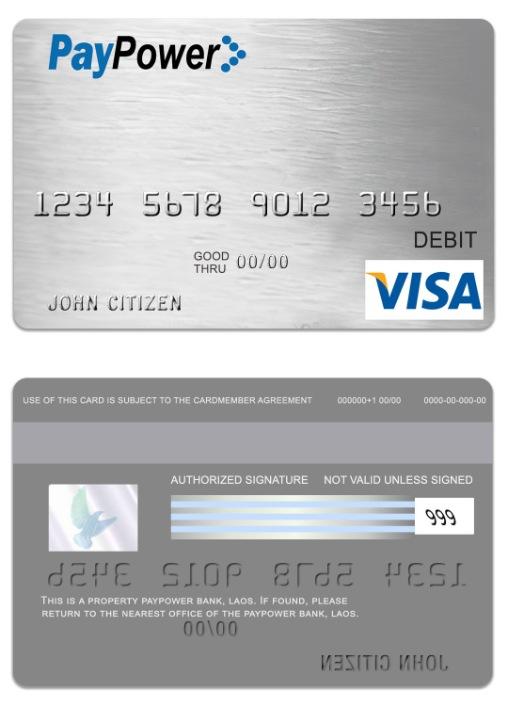 PayPower
1234 5678 9012 3456
DEBIT
GOOD THRU 00/00
VISA
JOHN CITIZEN
USE OF THIS CARD IS SUBJECT TO THE CARDMEMBER AGREEMENT 000000+1 00/00 0000-00-000-00
AUTHORIZED SIGNATURE NOT VALID UNLESS SIGNED
999
1234 5678 9012 3456
THIS IS A PROPERTY PAYPOWER BANK, LAOS. IF FOUND, PLEASE
RETURN TO THE NEAREST OFFICE OF THE PAYPOWER BANK, LAOS.
00/00
JOHN CITIZEN